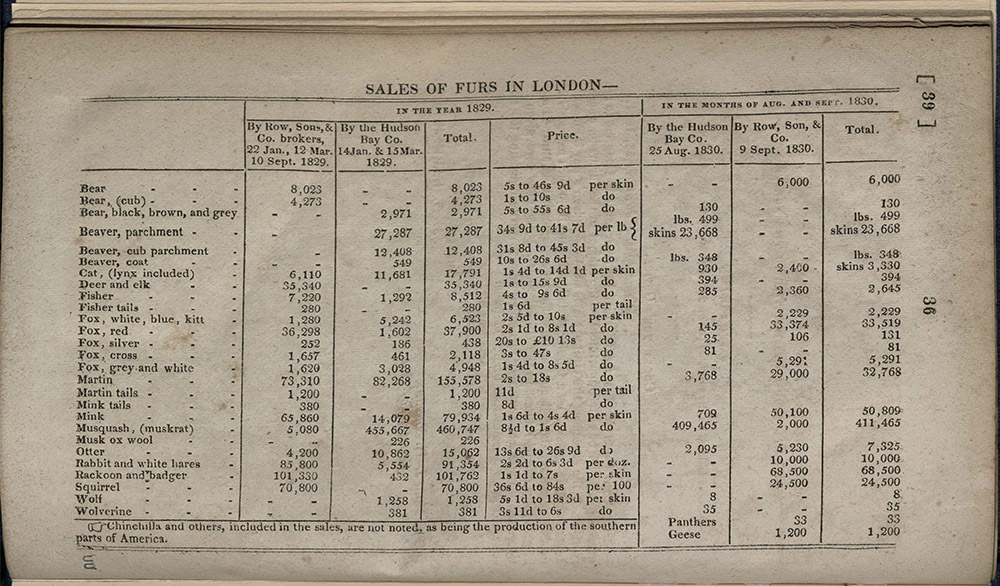 [ 39 ]
SALES OF FURS IN LONDON—
IN THE YEAR 1829. IN THE MONTHS OF AUG. AND SEPT. 1830.
By Row, Sons, & Co. brokers, 22 Jan., 12 Mar. 10 Sept. 1829. | By the Hudson Bay Co. 14Jan. & 15Mar. 1829. | Total. | Price. | By the Hudson Bay Co. 25 Aug. 1830. | By Row, Son, & Co. 9 Sept. 1830. | Total.
Bear - - - 8,023 - - 8,023 5s to 46s 9d per skin - - 6,000 6,000
Bear, (cub) - - - 4,273 - - 4,273 1s to 10s do
Bear, black, brown, and grey - - 2,971 2,971 5s to 55s 6d do 130 - - 130
Beaver, parchment - - - - 27,287 27,287 34s 9d to 41s 7d per lb { lbs. 499 - - lbs. 499
skins 23,668 - - skins 23,668
Beaver, cub parchment - - - 12,408 12,408 31s 8d to 45s 3d do
Beaver, coat - - - - 549 549 10s to 26s 6d do lbs. 348 - - lbs. 348
Cat, (lynx included) - - 6,110 11,681 17,791 1s 4d to 14d 1d per skin 930 2,400 skins 3,330
Deer and elk - - - 35,340 - - 35,340 1s to 15s 9d do 394 - - 394
Fisher - - - 7,220 1,292 8,512 4s to 9s 6d do 285 2,360 2,645
Fisher tails - - - 280 - - 280 1s 6d per tail
Fox, white, blue, kitt - 1,280 5,242 6,523 2s 5d to 10s per skin - - 2,229 2,229
Fox, red - - - 36,298 1,602 37,900 2s 1d to 8s 1d do 145 33,374 33,519
Fox, silver - - - 252 186 438 20s to £10 13s do 25 106 131
Fox, cross - - - 1,657 461 2,118 3s to 47s do 81 - - 81
Fox, grey and white - 1,620 3,028 4,948 1s 4d to 8s 5d do - - 5,291 5,291
Martin - - - 73,310 82,268 155,578 2s to 18s do 3,768 29,000 32,768
Martin tails - - - 1,200 - - 1,200 11d per tail
Mink tails - - - 380 - - 380 8d do
Mink - - - 65,860 14,079 79,934 1s 6d to 4s 4d per skin 709 50,100 50,809
Musquash, (muskrat) - - 5,080 455,667 460,747 8½d to 1s 6d do 409,465 2,000 411,465
Musk ox wool - - - - 226 226
Otter - - - 4,200 10,862 15,062 13s 6d to 26s 9d do 2,095 5,230 7,325
Rabbit and white hares - 85,800 5,554 91,354 2s 2d to 6s 3d per doz. - - 10,000 10,000
Rackoon and badger - 101,330 432 101,762 1s 1d to 7s per skin - - 68,500 68,500
Squirrel - - - 70,800 - - 70,800 36s 6d to 84s per 100 - - 24,500 24,500
Wolf - - - - - 1,258 1,258 5s 1d to 18s 3d per skin 8 - - 8
Wolverine - - - - - 381 381 3s 11d to 6s do 35 - - 35
☞ Chinchilla and others, included in the sales, are not noted, as being the production of the southern Panthers 33 33
parts of America. Geese 1,200 1,200
36